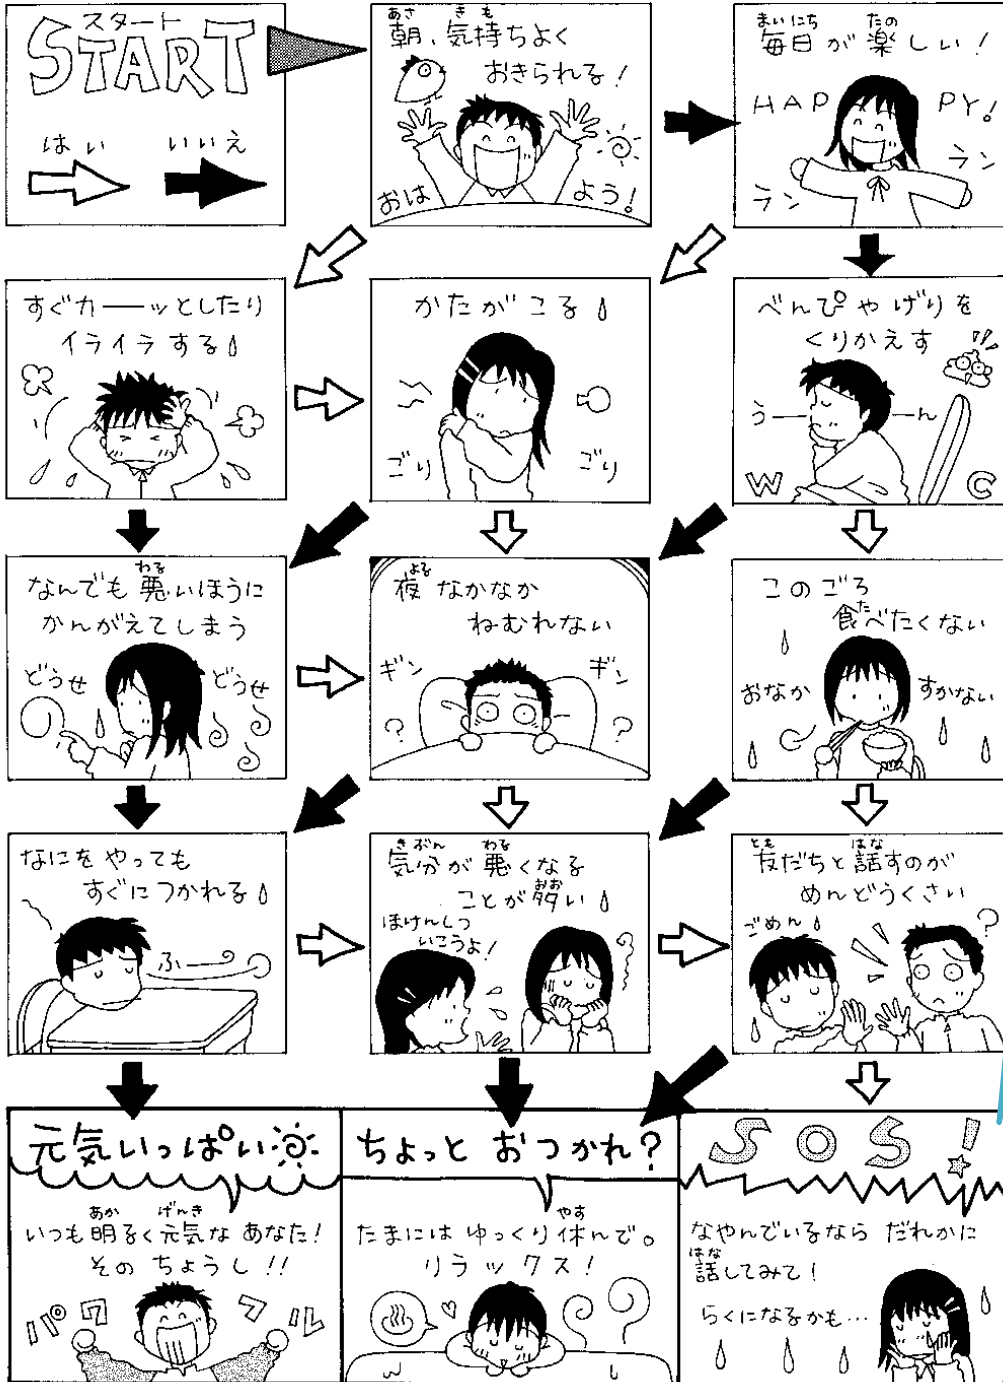 スタート
START
はい いいえ
朝、気持ちよく
あさ きも
おきられる!
おは よう!
毎日が楽しい!
まいにち たの
HAP PY!
ラン
ラン
すぐカーッとしたり
イライラする
かたがこる
ごり ごり
べんぴやげりを
くりかえす
うー ーん
W C
なんでも悪いほうに
わる
かんがえてしまう
どうせ どうせ
夜なかなか
よる
ねむれない
ギン ギン
? ?
このごろ
食べたくない
た
おなか すかない
なにをやっても
すぐにつかれる
ふーの
気分が悪くなる
きぶん わる
ことが多い
おお
ほけんしつ
いこうよ!
友だちと話すのが
とも はな
めんどうくさい
ごめん
?
元気いっぱい
いつも明るく元気なあなた!
あか げんき
そのちょうし!!
パワフル
ちょっとおつかれ?
たまにはゆっくり休んで。
やす
リラックス!
SOS!
なやんでいるならだれかに
話してみて!
はな
らくになるかも…